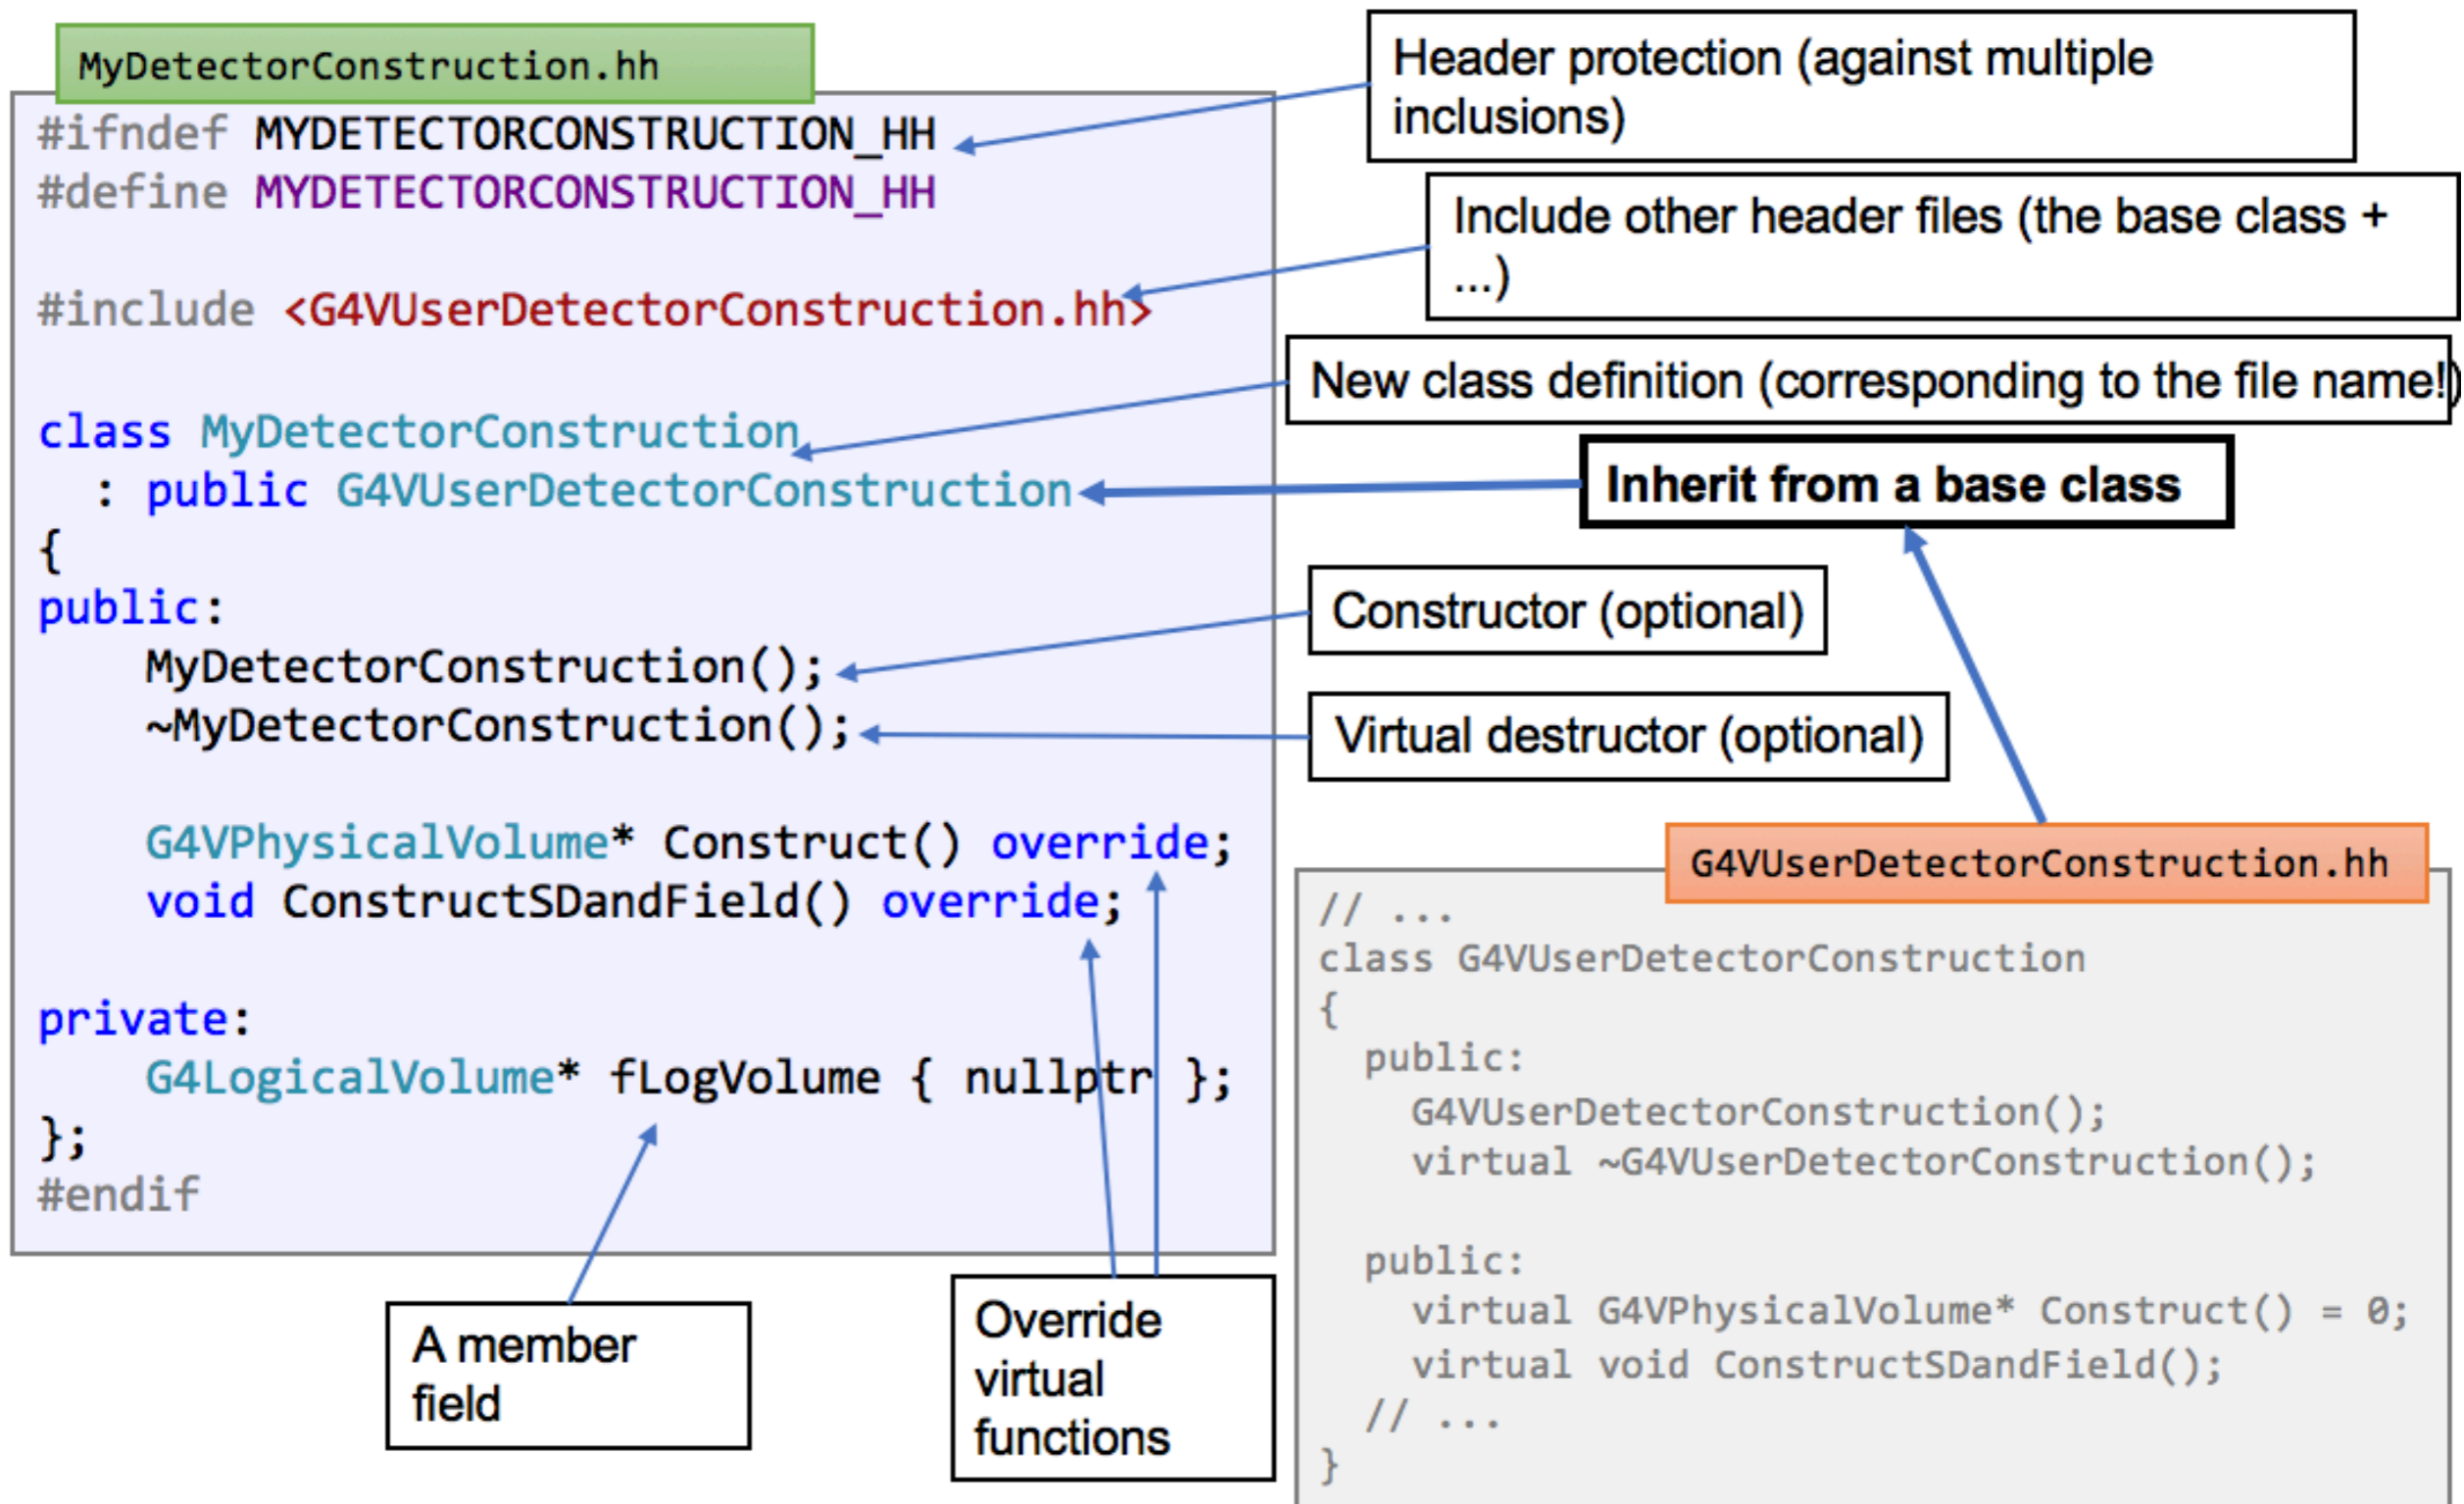 MyDetectorConstruction.hh
#ifndef MYDETECTORCONSTRUCTION_HH
#define MYDETECTORCONSTRUCTION_HH
#include <G4VUserDetectorConstruction.hh>
class MyDetectorConstruction
: public G4VUserDetectorConstruction
{
public:
MyDetectorConstruction();
~MyDetectorConstruction();
G4VPhysicalVolume* Construct() override;
void ConstructSDandField() override;
private:
G4LogicalVolume* fLogVolume { nullptr };
};
#endif
Header protection (against multiple
inclusions)
Include other header files (the base class +
...)
New class definition (corresponding to the file name!)
Inherit from a base class
Constructor (optional)
Virtual destructor (optional)
A member
field
Override
virtual
functions
G4VUserDetectorConstruction.hh
// ...
class G4VUserDetectorConstruction
{
public:
G4VUserDetectorConstruction();
virtual ~G4VUserDetectorConstruction();
public:
virtual G4VPhysicalVolume* Construct() = 0;
virtual void ConstructSDandField();
// ...
}